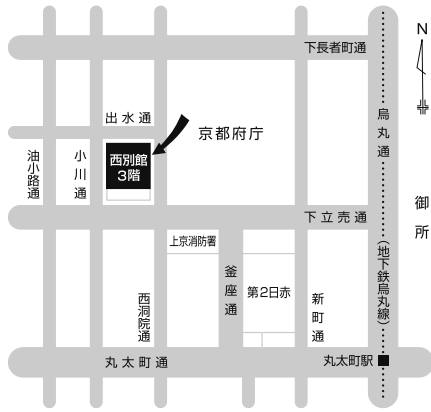 N
下長者町通
出水通
烏丸通
京都府庁
油小路通
小川通
西別館
3階
御所
下立売通
上京消防署
(地下鉄烏丸線)
釜座通
第2日赤
西洞院通
新町通
丸太町通
丸太町駅